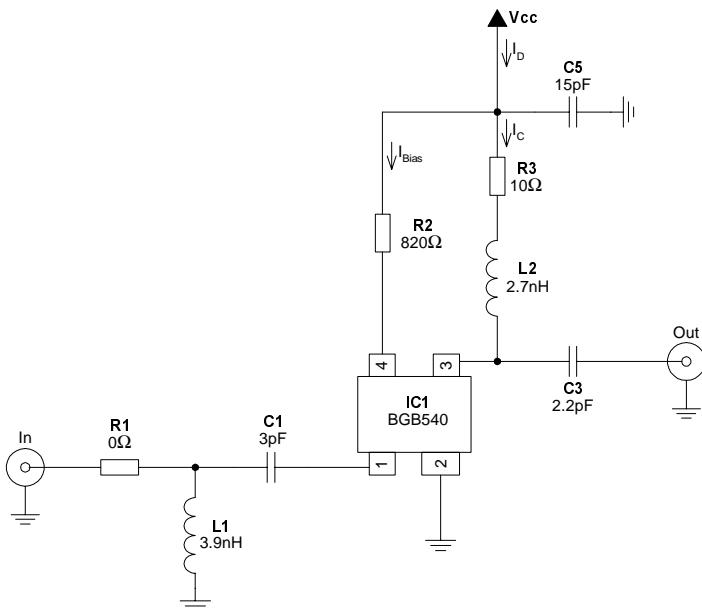 Vcc
I_D
C5
15pF
I_C
I_Bias
R3
10Ω
R2
820Ω
L2
2.7nH
Out
4
3
C3
2.2pF
IC1
BGB540
In
R1
0Ω
C1
3pF
1
2
L1
3.9nH